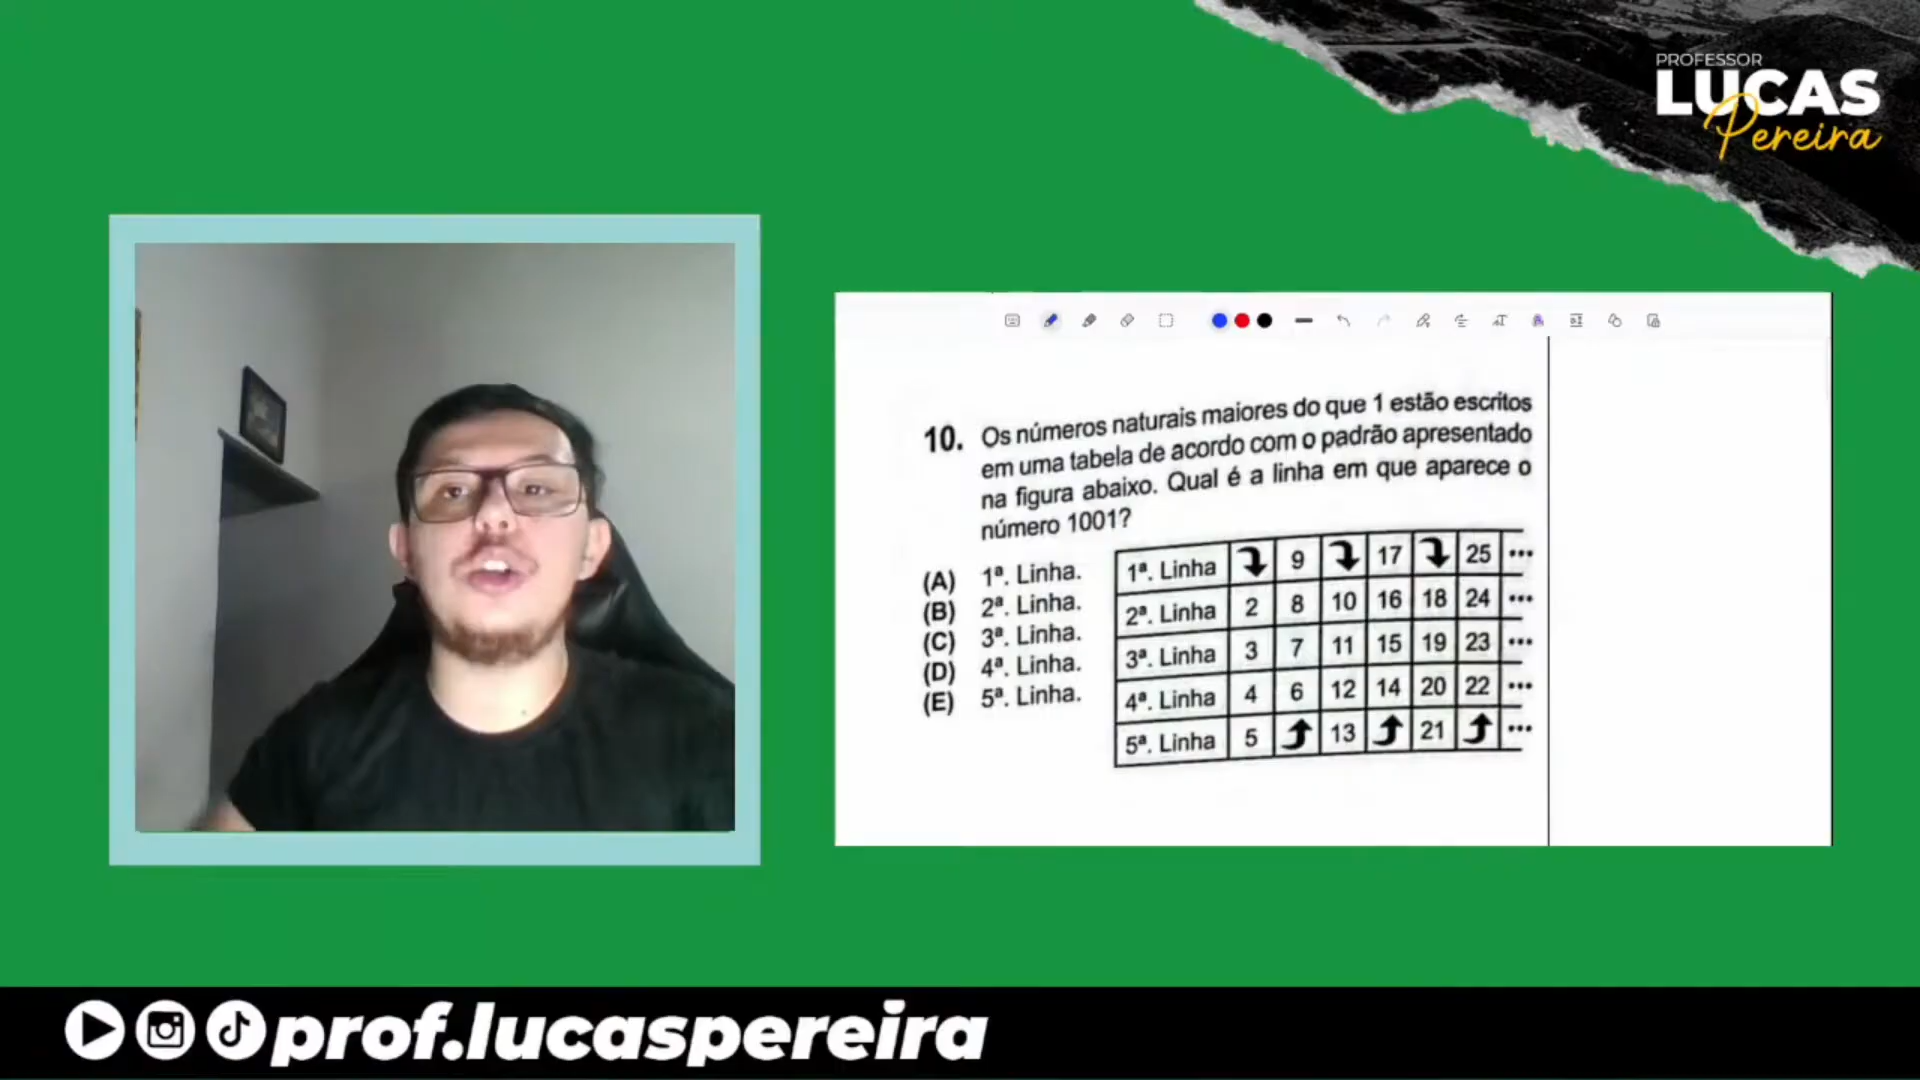 PROFESSOR
LUCAS
Pereira
10. Os números naturais maiores do que 1 estão escritos
em uma tabela de acordo com o padrão apresentado
na figura abaixo. Qual é a linha em que aparece o
número 1001?
(A) 1ª. Linha.
(B) 2ª. Linha.
(C) 3ª. Linha.
(D) 4ª. Linha.
(E) 5ª. Linha.
1ª. Linha 9 17 25 ...
2ª. Linha 2 8 10 16 18 24 ...
3ª. Linha 3 7 11 15 19 23 ...
4ª. Linha 4 6 12 14 20 22 ...
5ª. Linha 5 13 21 ...
prof.lucaspereira